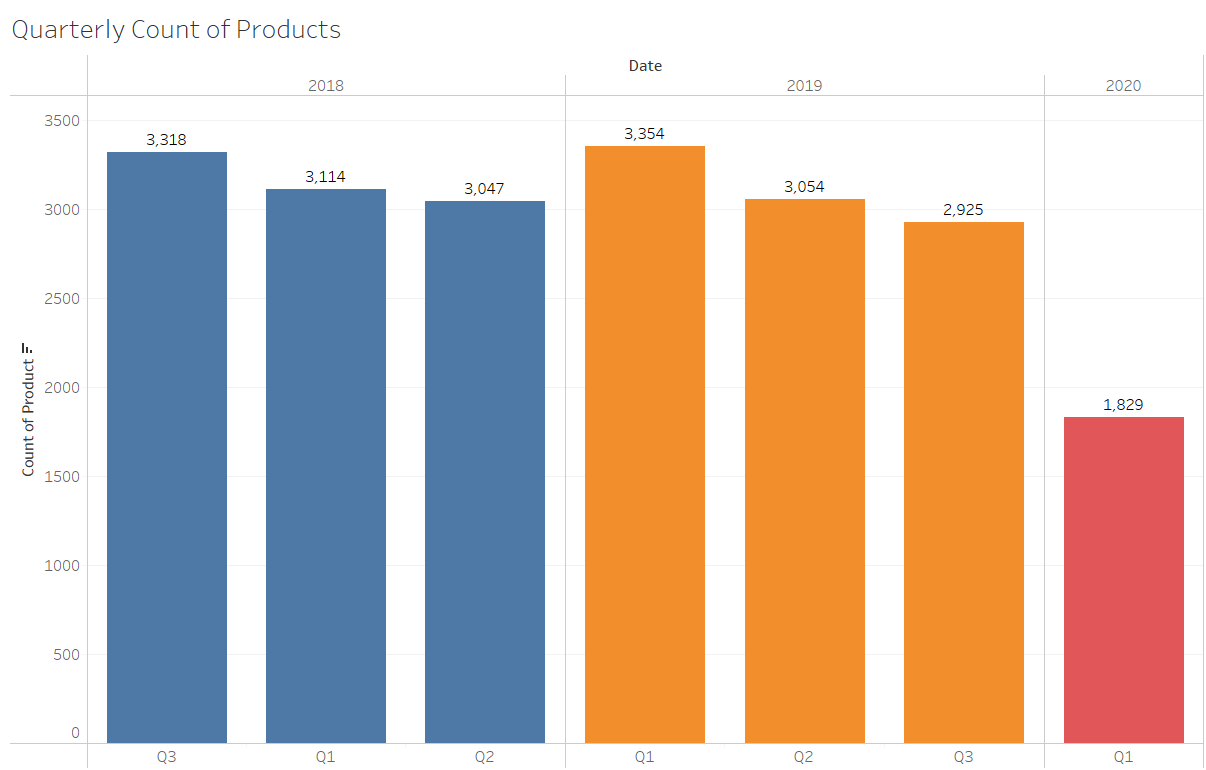 Quarterly Count of Products
Date
2018 2019 2020
Count of Product
3500
3000
2500
2000
1500
1000
500
0
3,318 3,114 3,047 3,354 3,054 2,925 1,829
Q3 Q1 Q2 Q1 Q2 Q3 Q1